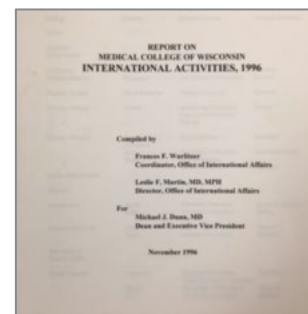 REPORT ON
MEDICAL COLLEGE OF WISCONSIN
INTERNATIONAL ACTIVITIES, 1996
Compiled by
Frances F. Wurlitzer
Coordinator, Office of International Affairs
Leslie F. Martin, MD, MPH
Director, Office of International Affairs
For
Michael J. Dunn, MD
Dean and Executive Vice President
November 1996